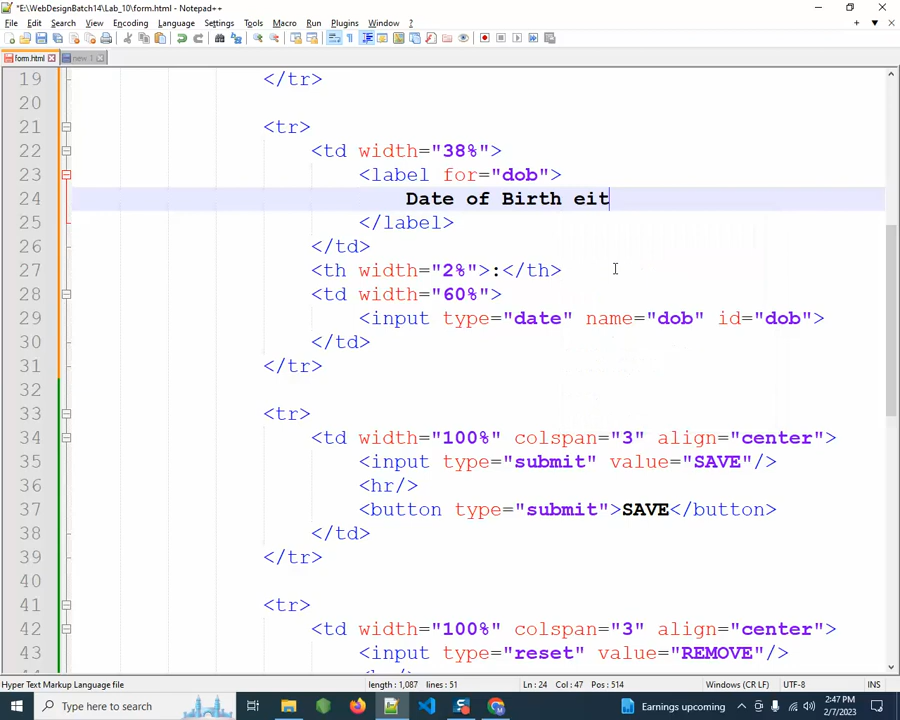 *E:\WebDesignBatch14\Lab_10\form.html - Notepad++
File Edit Search View Encoding Language Settings Tools Macro Run Plugins Window ?
form.html new 1
19 </tr>
20
21 <tr>
22 <td width="38%">
23 <label for="dob">
24 Date of Birth eit
25 </label>
26 </td>
27 <th width="2%">:</th>
28 <td width="60%">
29 <input type="date" name="dob" id="dob">
30 </td>
31 </tr>
32
33 <tr>
34 <td width="100%" colspan="3" align="center">
35 <input type="submit" value="SAVE"/>
36 <hr/>
37 <button type="submit">SAVE</button>
38 </td>
39 </tr>
40
41 <tr>
42 <td width="100%" colspan="3" align="center">
43 <input type="reset" value="REMOVE"/>
Hyper Text Markup Language file length : 1,087 lines : 51 Ln : 24 Col : 47 Pos : 514 Windows (CR LF) UTF-8 INS
Type here to search Earnings upcoming 2:47 PM
2/7/2023